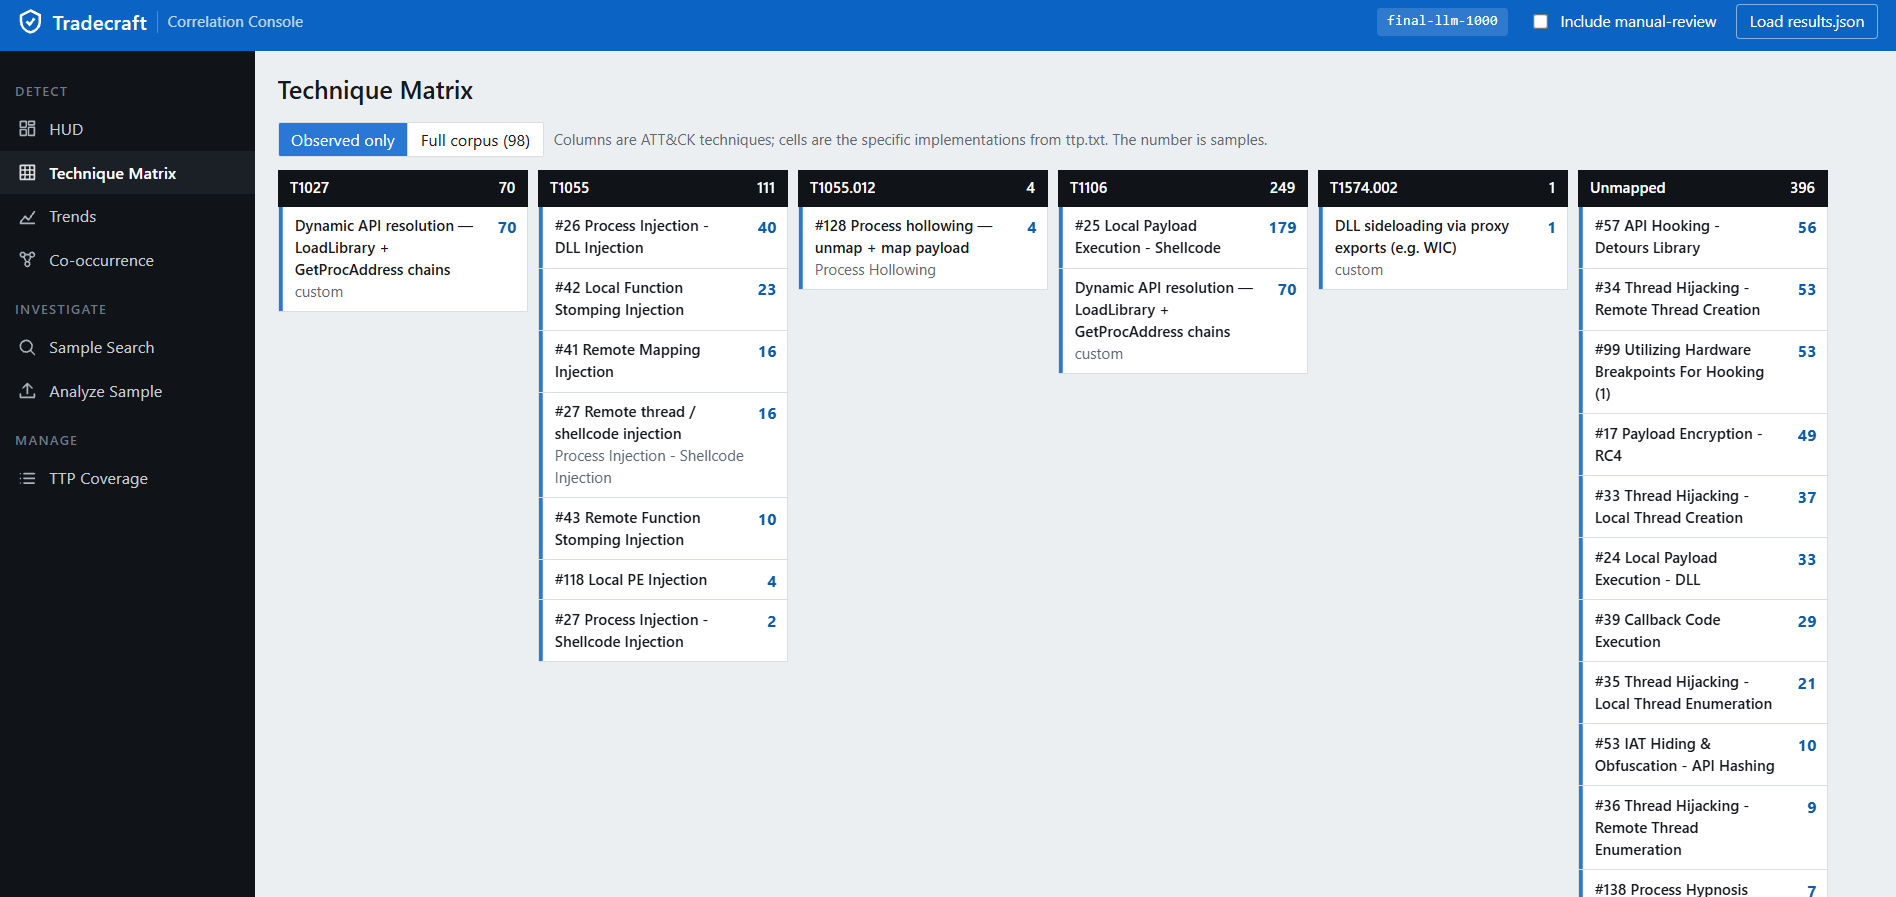 Tradecraft
Correlation Console
final-llm-1000
Include manual-review
Load results.json
DETECT
HUD
Technique Matrix
Trends
Co-occurrence
INVESTIGATE
Sample Search
Analyze Sample
MANAGE
TTP Coverage
Technique Matrix
Observed only
Full corpus (98)
Columns are ATT&CK techniques; cells are the specific implementations from ttp.txt. The number is samples.
T1027 70
Dynamic API resolution — 70
LoadLibrary +
GetProcAddress chains
custom
T1055 111
#26 Process Injection - 40
DLL Injection
#42 Local Function 23
Stomping Injection
#41 Remote Mapping 16
Injection
#27 Remote thread / 16
shellcode injection
Process Injection - Shellcode
Injection
#43 Remote Function 10
Stomping Injection
#118 Local PE Injection 4
#27 Process Injection - 2
Shellcode Injection
T1055.012 4
#128 Process hollowing — 4
unmap + map payload
Process Hollowing
T1106 249
#25 Local Payload 179
Execution - Shellcode
Dynamic API resolution — 70
LoadLibrary +
GetProcAddress chains
custom
T1574.002 1
DLL sideloading via proxy 1
exports (e.g. WIC)
custom
Unmapped 396
#57 API Hooking - 56
Detours Library
#34 Thread Hijacking - 53
Remote Thread Creation
#99 Utilizing Hardware 53
Breakpoints For Hooking
(1)
#17 Payload Encryption - 49
RC4
#33 Thread Hijacking - 37
Local Thread Creation
#24 Local Payload 33
Execution - DLL
#39 Callback Code 29
Execution
#35 Thread Hijacking - 21
Local Thread Enumeration
#53 IAT Hiding & 10
Obfuscation - API Hashing
#36 Thread Hijacking - 9
Remote Thread
Enumeration
#138 Process Hypnosis 7